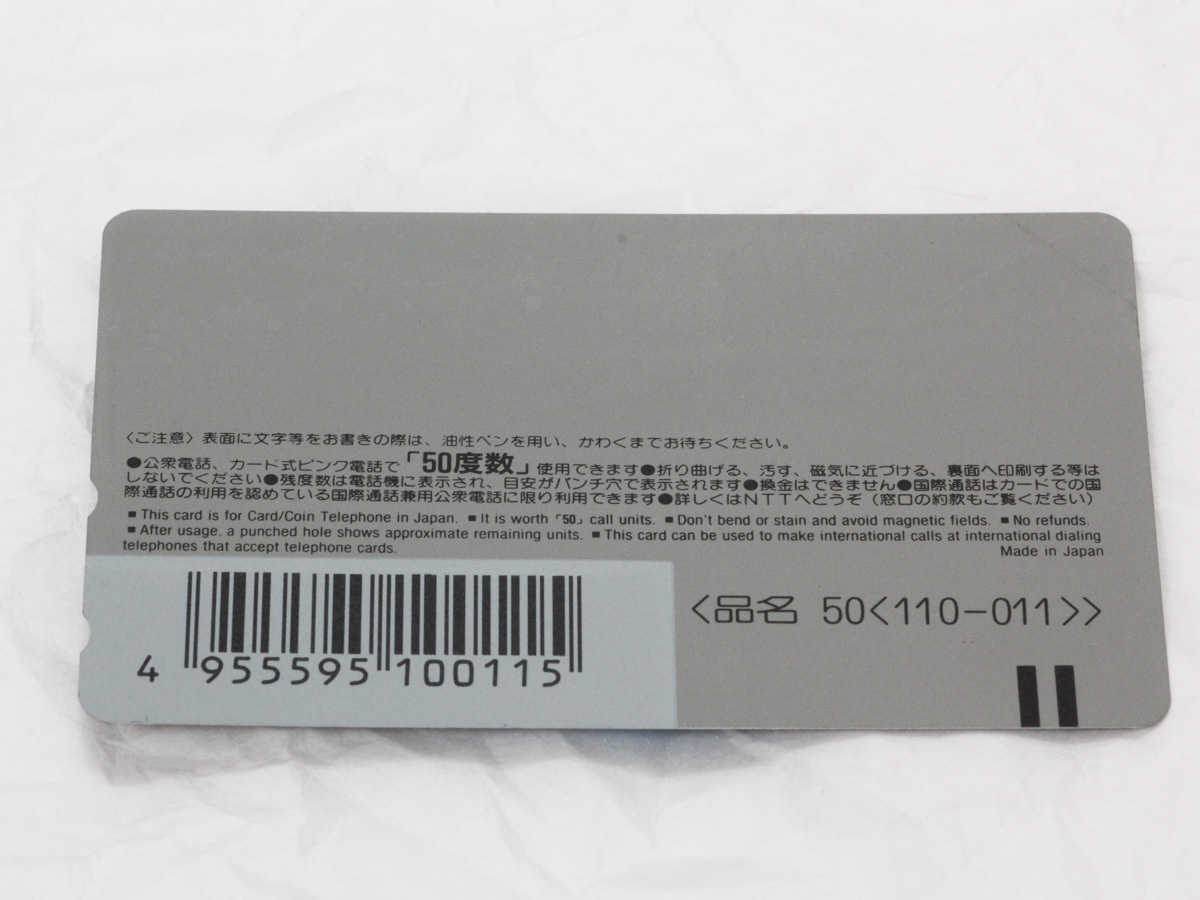 〈ご注意〉表面に文字等をお書きの際は、油性ペンを用い、かわくまでお待ちください。
●公衆電話、カード式ピンク電話で「50度数」使用できます●折り曲げる、汚す、磁気に近づける、裏面へ印刷する等は
しないでください●残度数は電話機に表示され、目安がパンチ穴で表示されます●換金はできません●国際通話はカードでの国
際通話の利用を認めている国際通話兼用公衆電話に限り利用できます●詳しくはNTTへどうぞ（窓口の約款もご覧ください）
■ This card is for Card/Coin Telephone in Japan. ■ It is worth「50」call units. ■ Don't bend or stain and avoid magnetic fields. ■ No refunds.
■ After usage, a punched hole shows approximate remaining units. ■ This card can be used to make international calls at international dialing
telephones that accept telephone cards.
Made in Japan
<品名 50<110-011>>
4 955595 100115